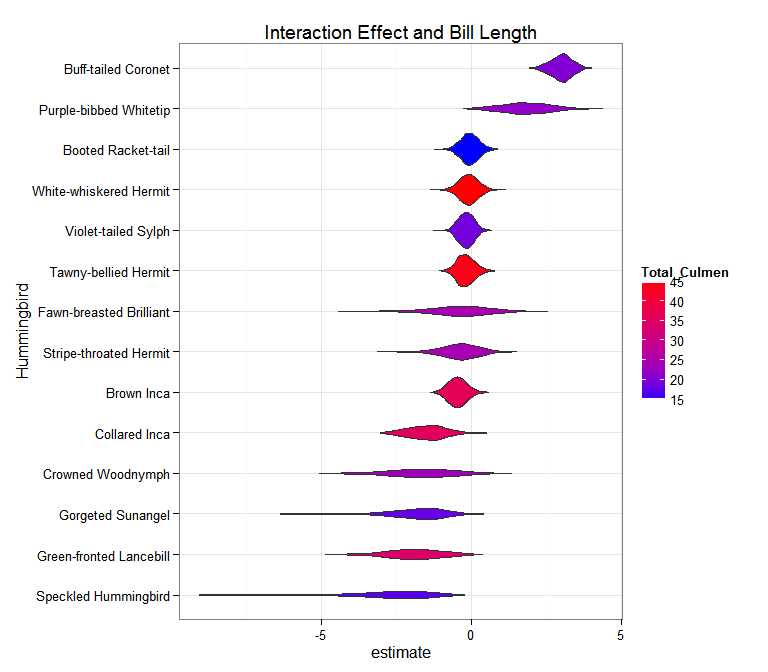 Interaction Effect and Bill Length
Hummingbird
Buff-tailed Coronet
Purple-bibbed Whitetip
Booted Racket-tail
White-whiskered Hermit
Violet-tailed Sylph
Tawny-bellied Hermit
Fawn-breasted Brilliant
Stripe-throated Hermit
Brown Inca
Collared Inca
Crowned Woodnymph
Gorgeted Sunangel
Green-fronted Lancebill
Speckled Hummingbird
-5
0
5
estimate
Total_Culmen
45
40
35
30
25
20
15